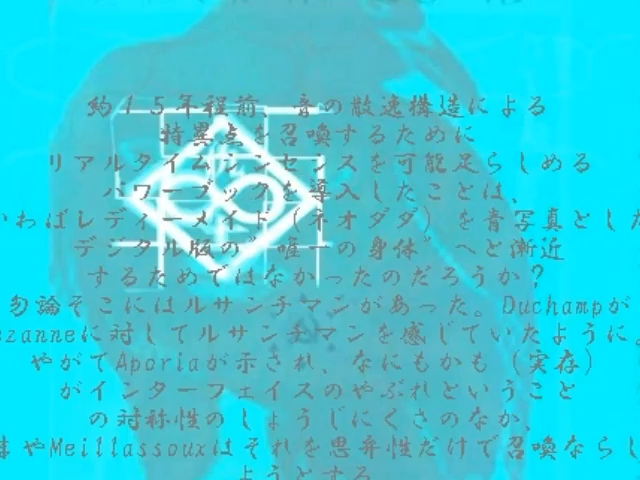 約１５年程前、音の散逸構造による
特異点を召喚するために
リアルタイムシンセンスを可能足らしめる
パワーブックを導入したことは、
いわばレディーメイド（ネオダダ）を青写真とした
デジタル版の”唯一の身体”へと漸近
するためではなかったのだろうか？
勿論そこにはルサンチマンがあった。Duchampが
ezanneに対してルサンチマンを感じていたように。
やがてAporiaが示され、なにもかも（実存）
がインターフェイスのやぶれということ
の対称性のしょうじにくさのなか、
やMeillassouxはそれを思弁性だけで召喚ならし
ようとする